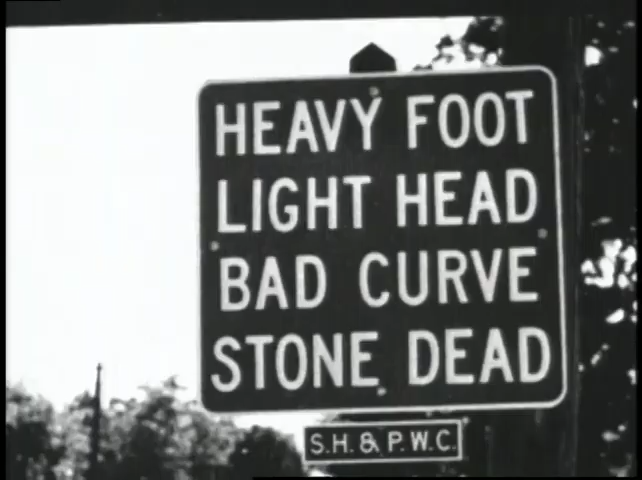 HEAVY FOOT
LIGHT HEAD
BAD CURVE
STONE DEAD
S.H. & P.W.C.